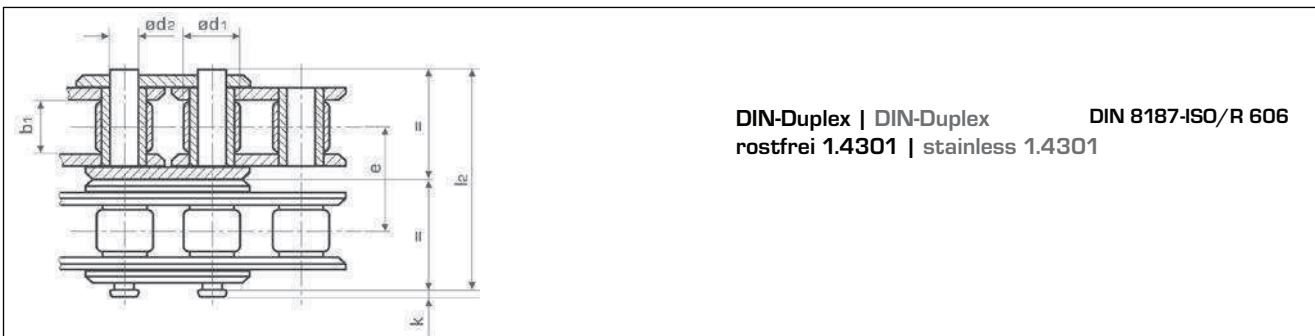 ød₂ ød₁
b₁
e
=
=
l₂
k
DIN-Duplex | DIN-Duplex DIN 8187-ISO/R 606
rostfrei 1.4301 | stainless 1.4301